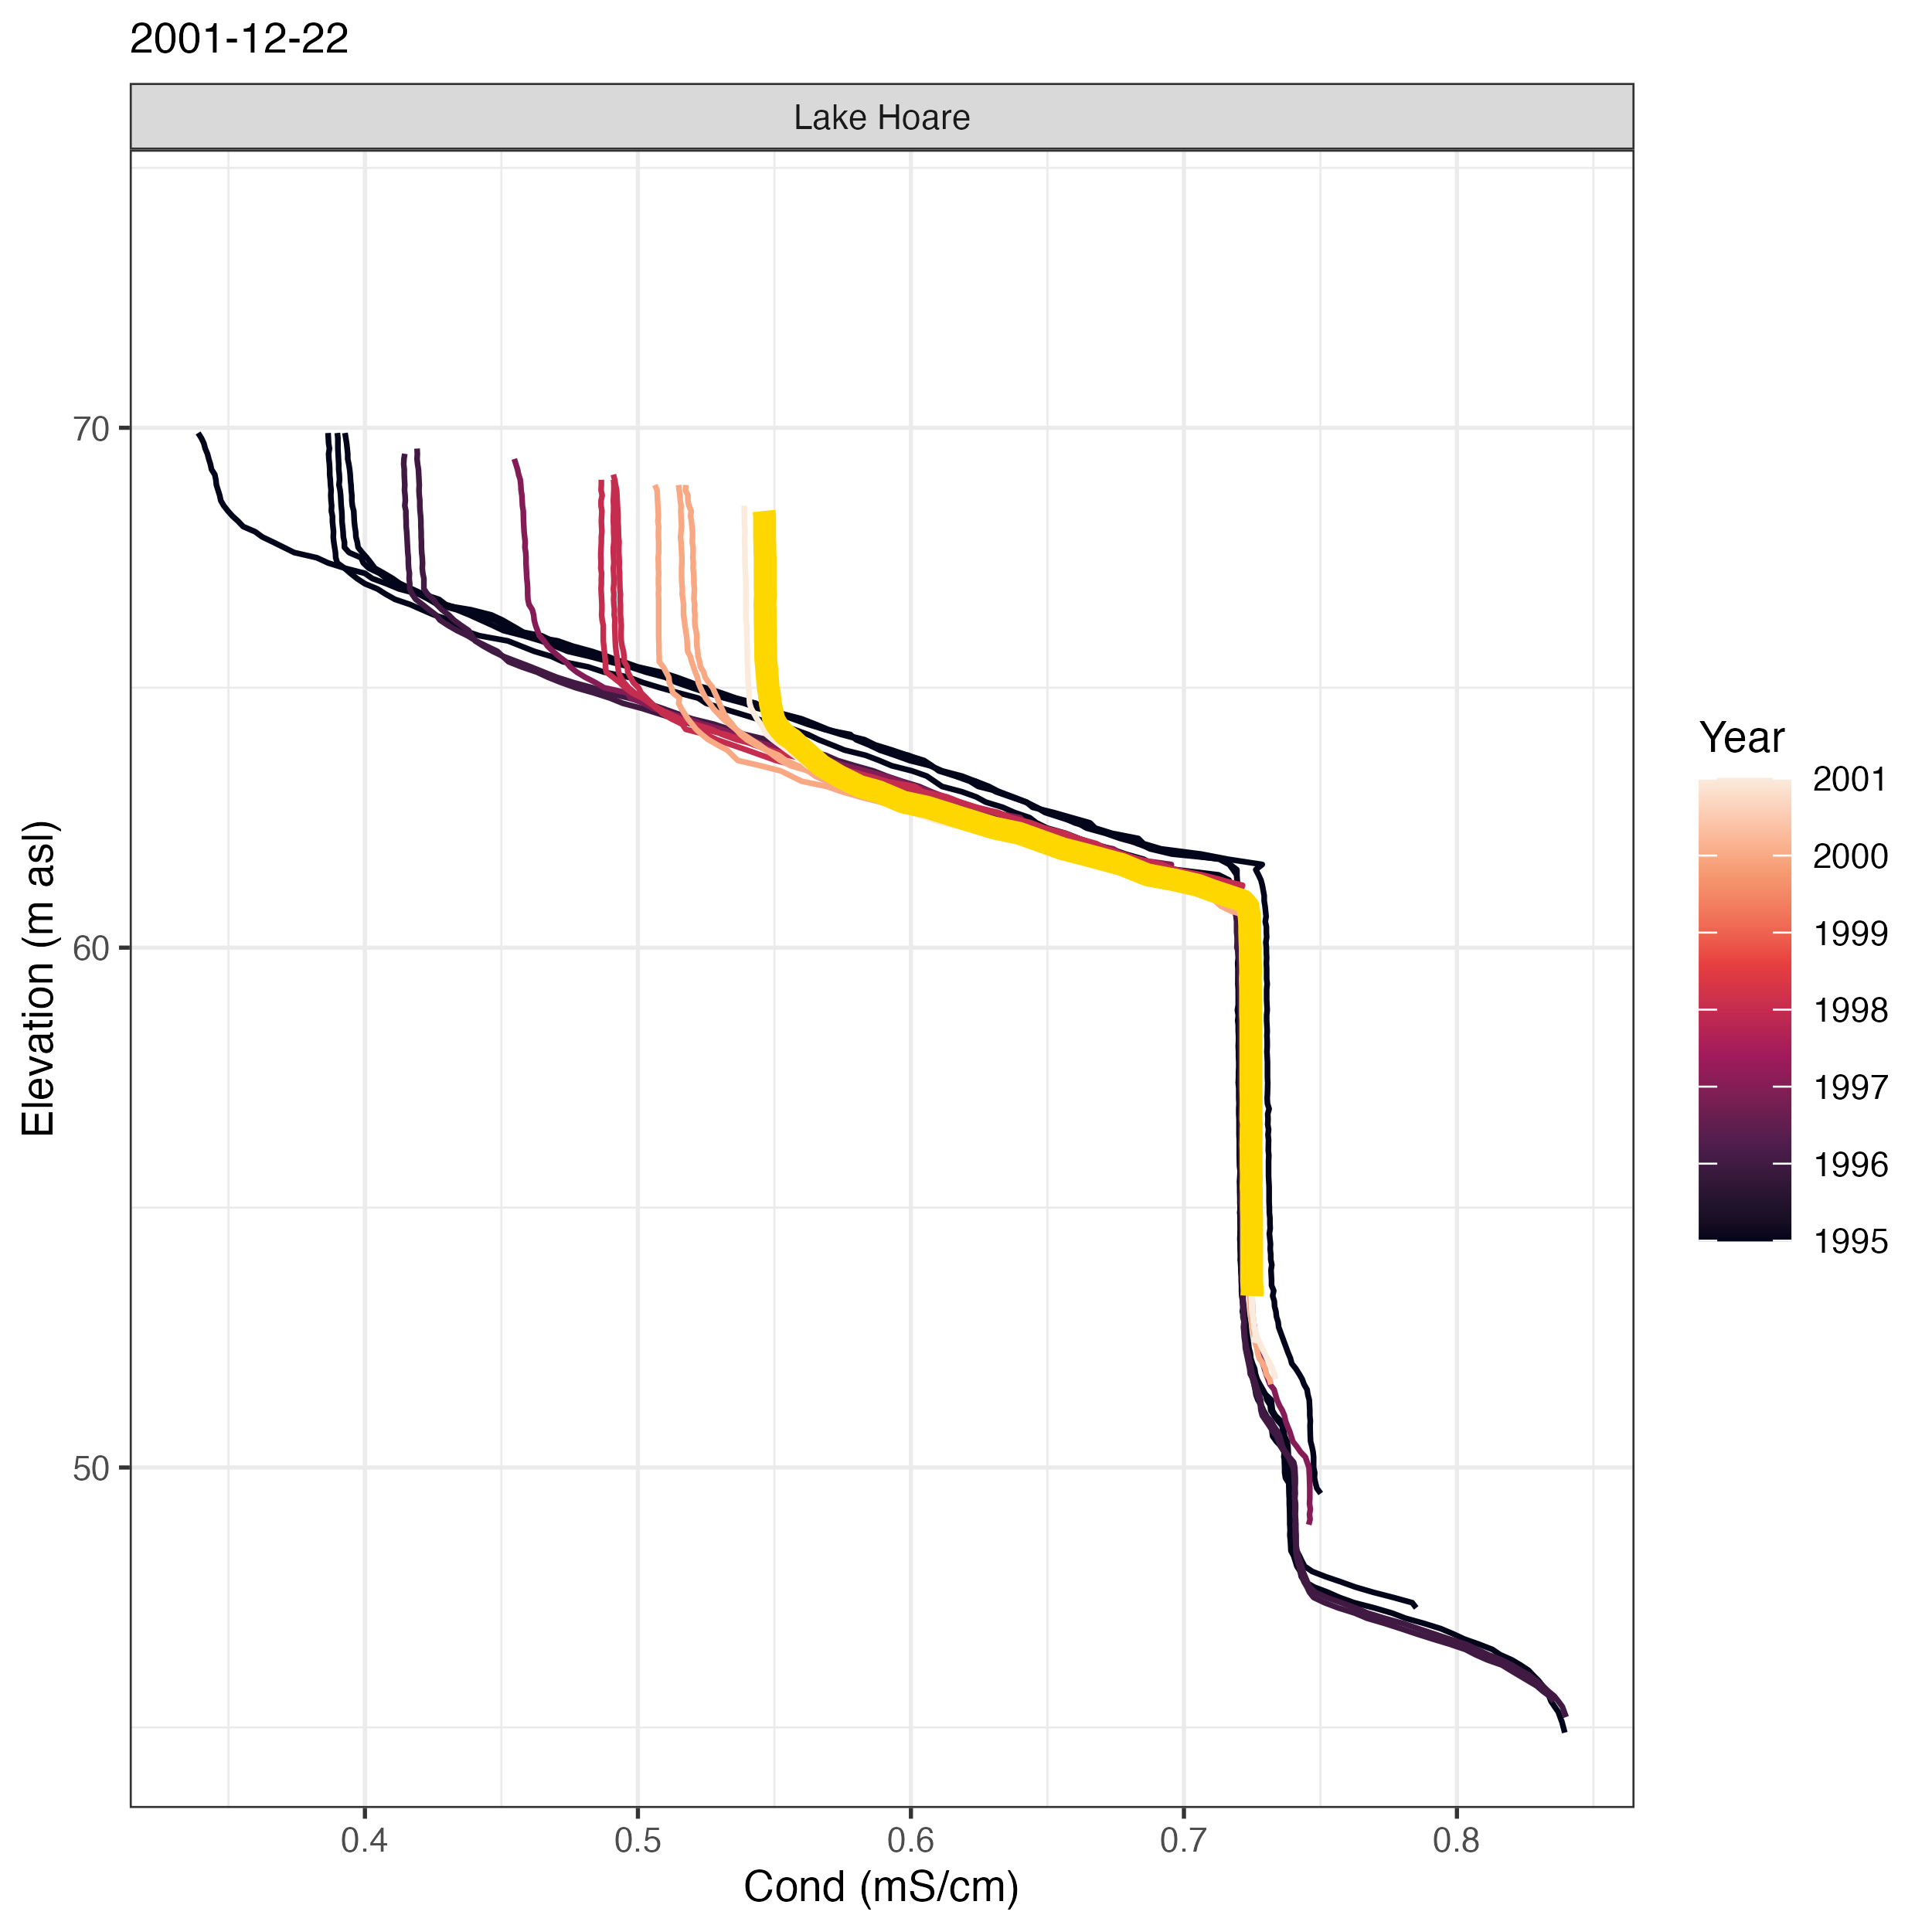 2001-12-22
Lake Hoare
70
60
50
Elevation (m asl)
0.4 0.5 0.6 0.7 0.8
Cond (mS/cm)
Year
2001
2000
1999
1998
1997
1996
1995